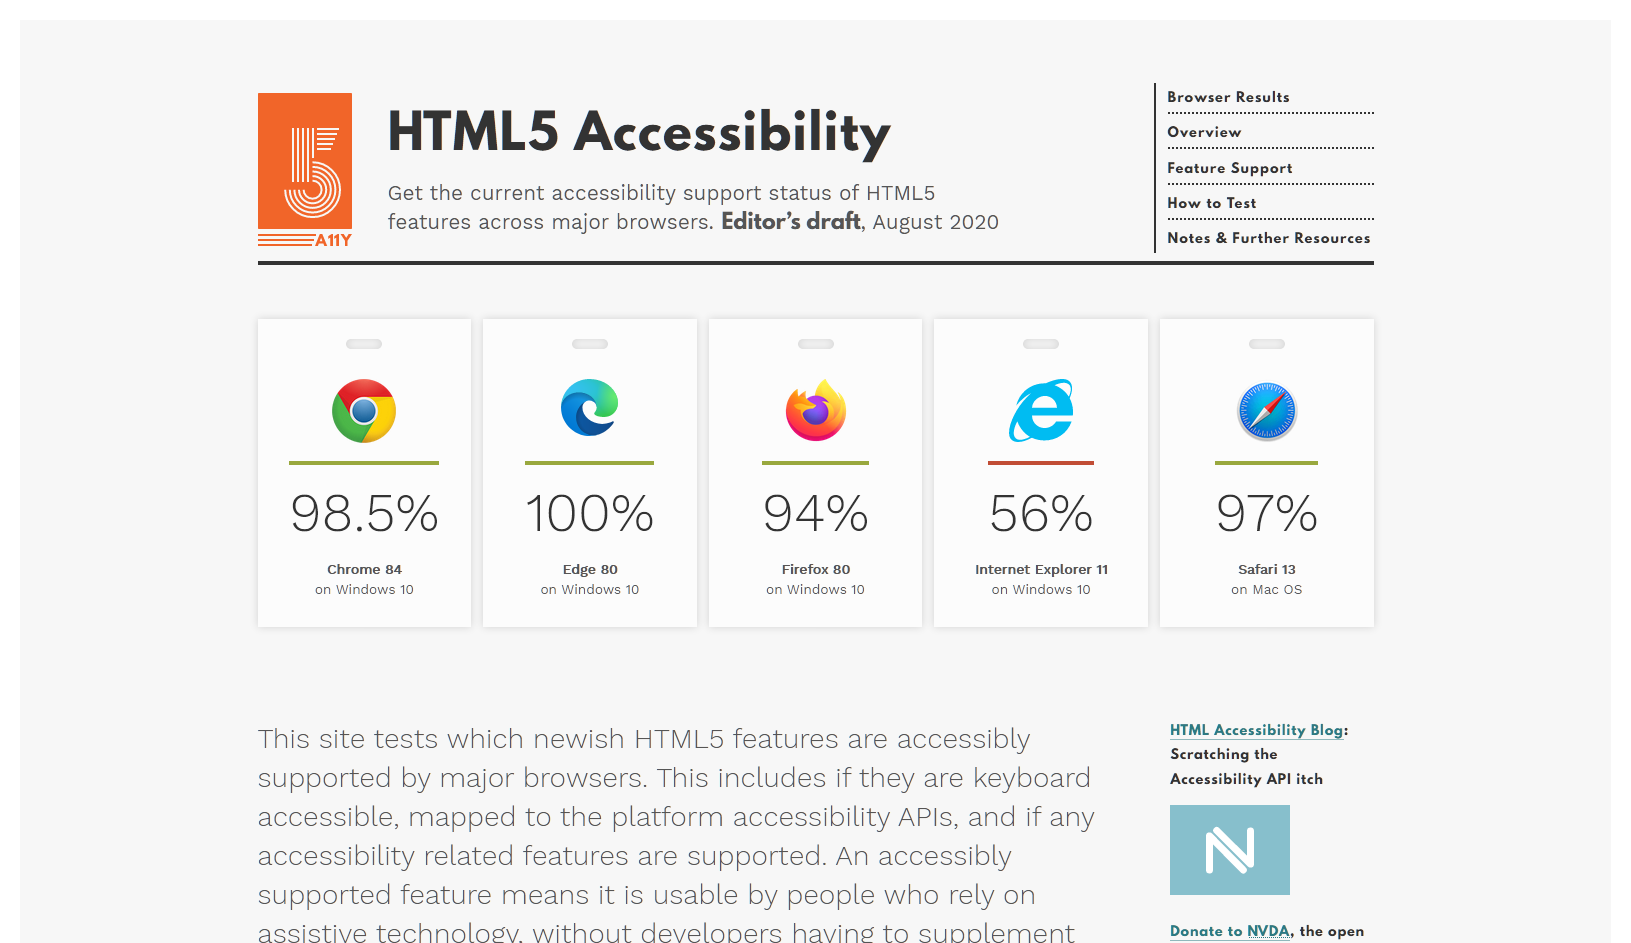 HTML5 Accessibility
Get the current accessibility support status of HTML5
features across major browsers. Editor’s draft, August 2020
A11Y
Browser Results
Overview
Feature Support
How to Test
Notes & Further Resources
98.5%
Chrome 84
on Windows 10
100%
Edge 80
on Windows 10
94%
Firefox 80
on Windows 10
56%
Internet Explorer 11
on Windows 10
97%
Safari 13
on Mac OS
This site tests which newish HTML5 features are accessibly
supported by major browsers. This includes if they are keyboard
accessible, mapped to the platform accessibility APIs, and if any
accessibility related features are supported. An accessibly
supported feature means it is usable by people who rely on
assistive technology, without developers having to supplement
HTML Accessibility Blog:
Scratching the
Accessibility API itch
N
Donate to NVDA, the open